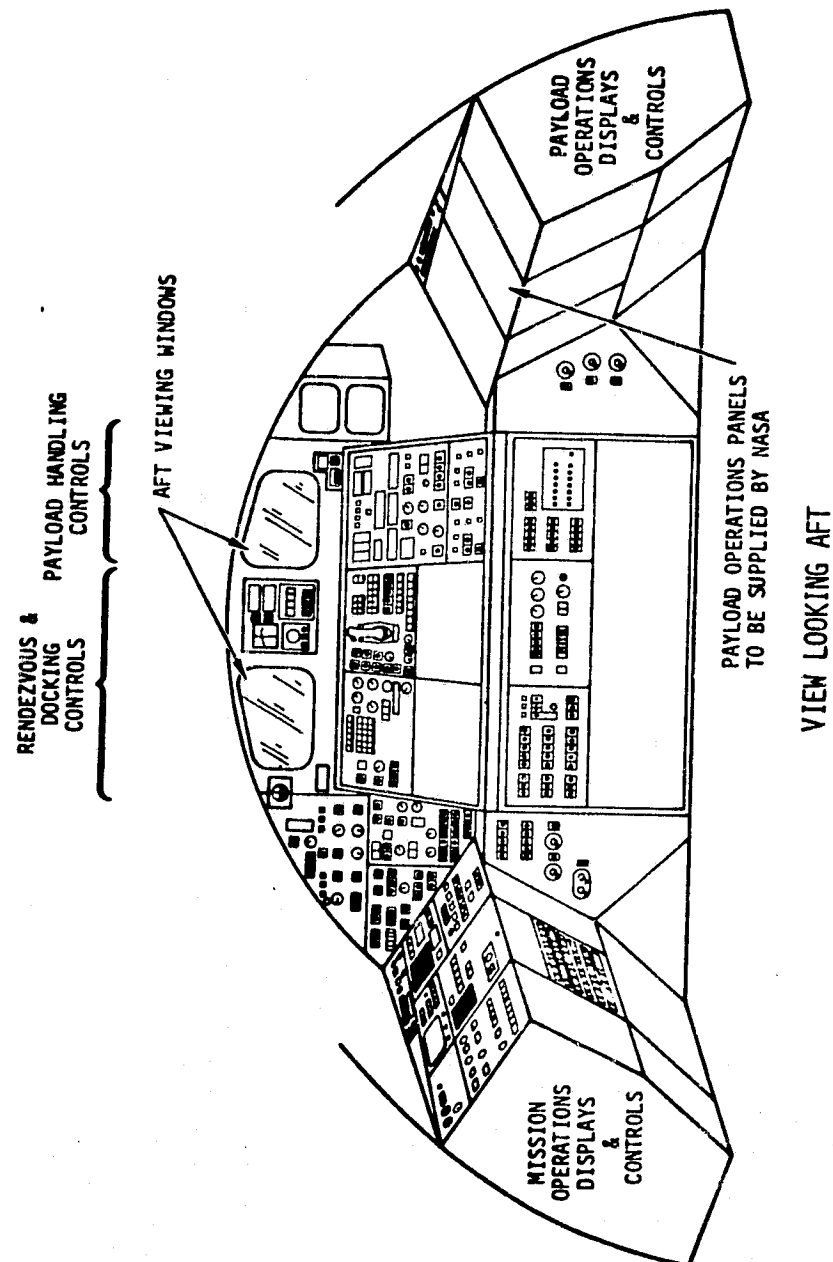 RENDEZVOUS &
DOCKING
CONTROLS
PAYLOAD HANDLING
CONTROLS
AFT VIEWING WINDOWS
MISSION
OPERATIONS
DISPLAYS
&
CONTROLS
PAYLOAD
OPERATIONS
DISPLAYS
&
CONTROLS
PAYLOAD OPERATIONS PANELS
TO BE SUPPLIED BY NASA
VIEW LOOKING AFT